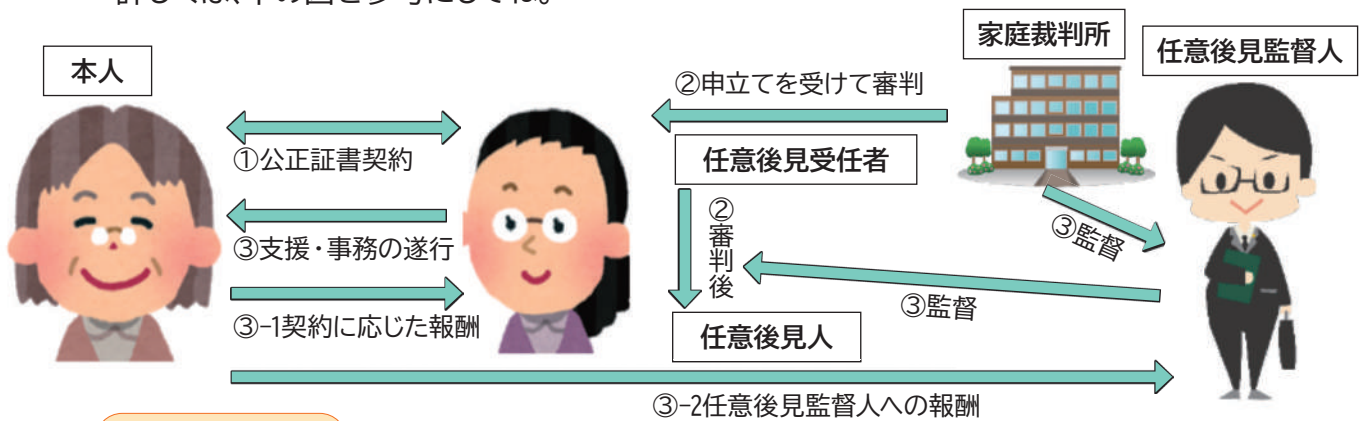 家庭裁判所
任意後見監督人
本人
②申立てを受けて審判
①公正証書契約
任意後見受任者
②審判後
③監督
③支援・事務の遂行
③監督
③-1契約に応じた報酬
任意後見人
③-2任意後見監督人への報酬